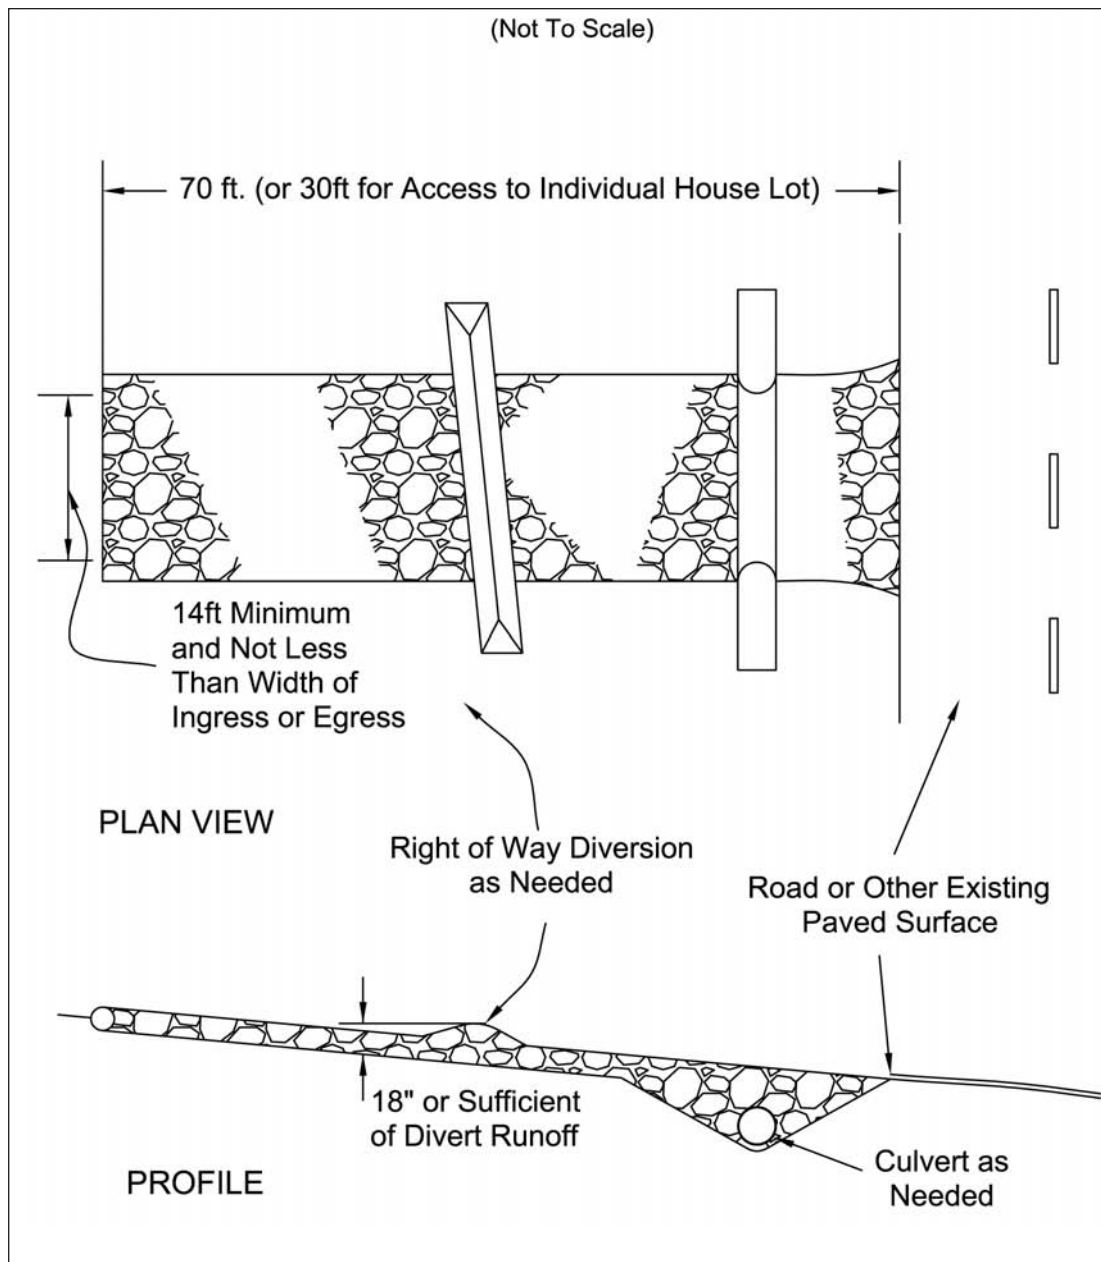 (Not To Scale)
70 ft. (or 30ft for Access to Individual House Lot)
14ft Minimum
and Not Less
Than Width of
Ingress or Egress
PLAN VIEW
Right of Way Diversion
as Needed
Road or Other Existing
Paved Surface
18" or Sufficient
of Divert Runoff
Culvert as
Needed
PROFILE